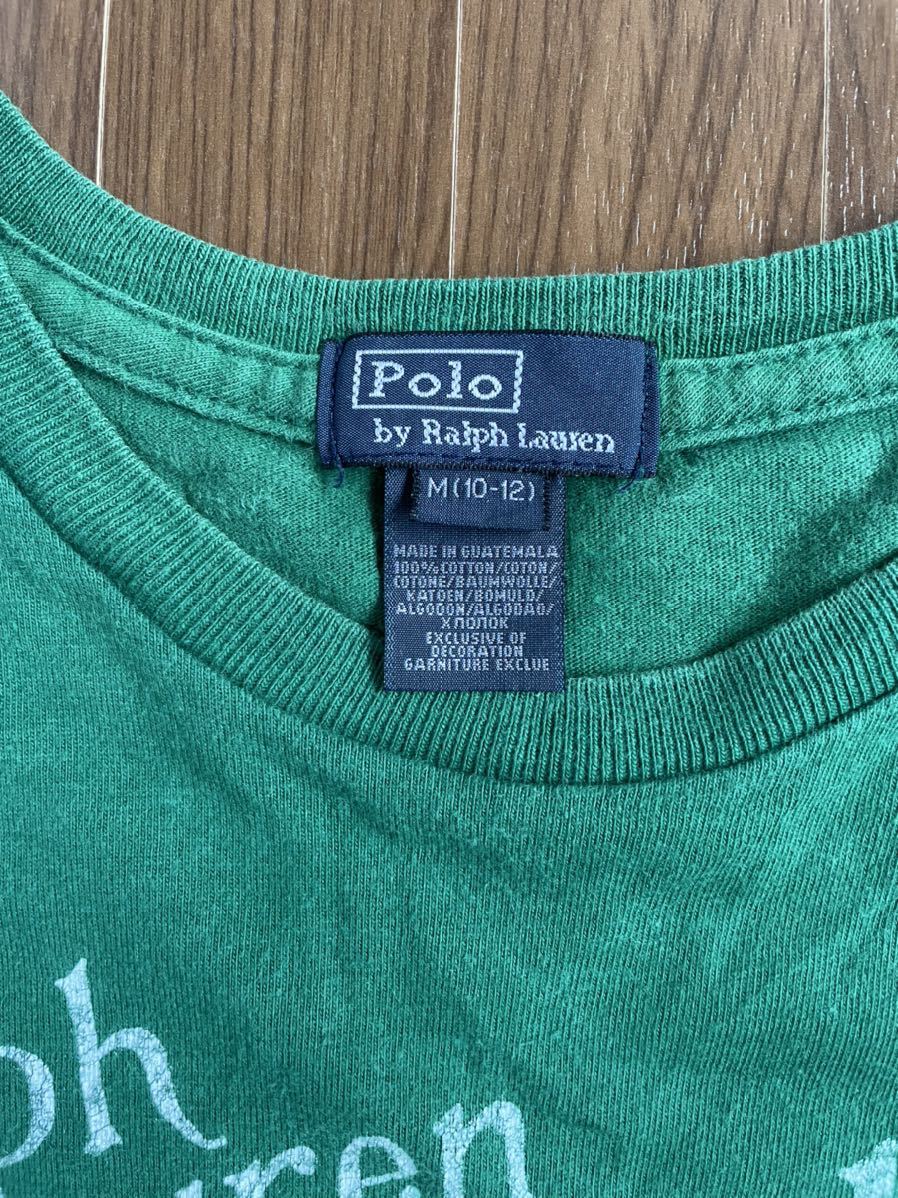 Polo
by Ralph Lauren
M (10-12)
MADE IN GUATEMALA
100% COTTON/COTON/
COTONE/BAUMWOLLE/
KATOEN/BOMULD/
ALGODON/ALGODAO/
ХЛОПОК
EXCLUSIVE OF
DECORATION
GARNITURE EXCLUE
ph
uren